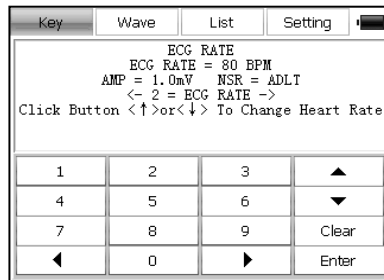 Key Wave List Setting
ECG RATE
ECG RATE = 80 BPM
AMP = 1.0mV NSR = ADLT
<- 2 = ECG RATE ->
Click Button <↑>or<↓> To Change Heart Rate
1 2 3 ▲
4 5 6 ▼
7 8 9 Clear
◀ 0 ▶ Enter